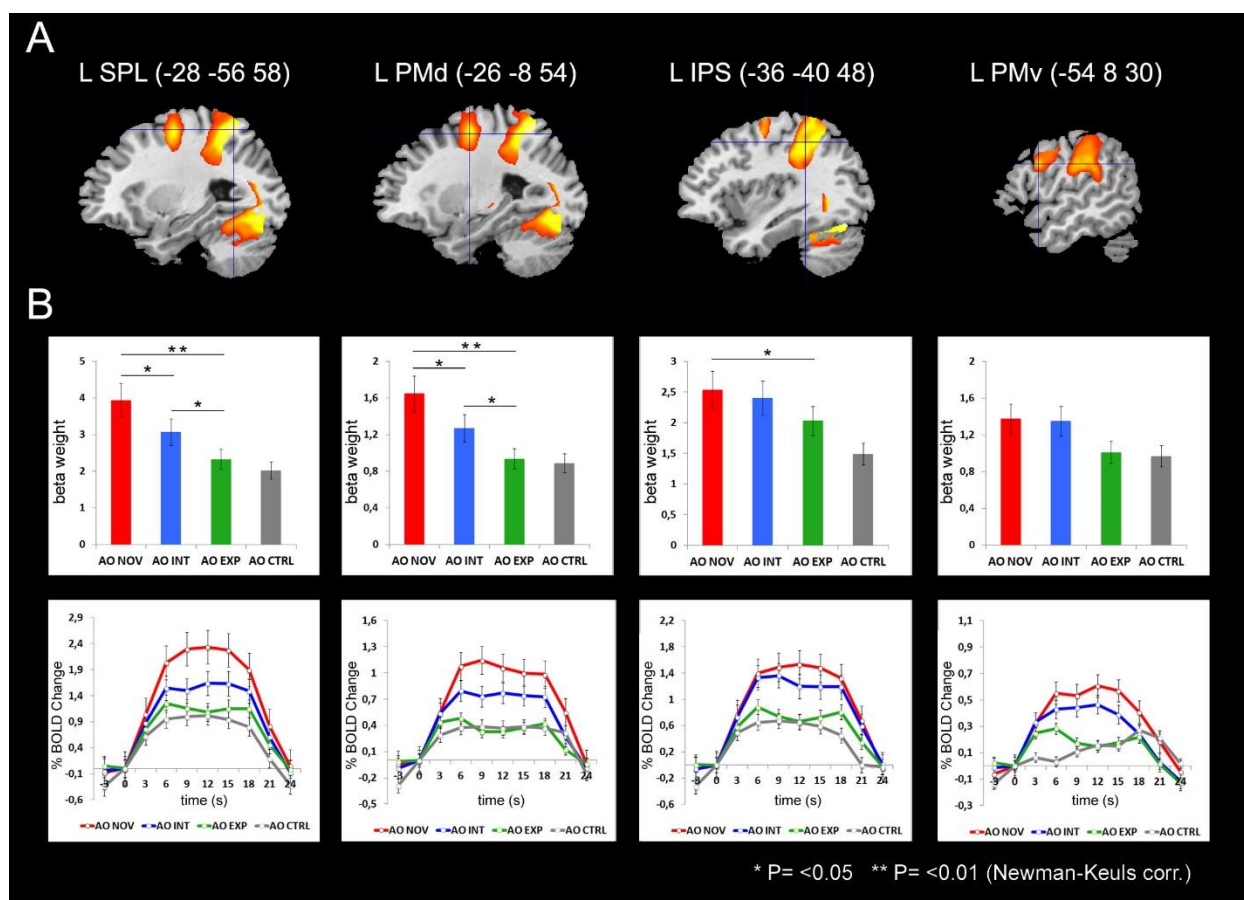 A
L SPL (-28 -56 58)
L PMd (-26 -8 54)
L IPS (-36 -40 48)
L PMv (-54 8 30)
B
beta weight
5
4
3
2
1
0
* *
*
*
AO NOV
AO INT
AO EXP
AO CTRL
beta weight
2
1,6
1,2
0,8
0,4
0
* *
*
*
AO NOV
AO INT
AO EXP
AO CTRL
beta weight
3
2,5
2
1,5
1
0,5
0
*
AO NOV
AO INT
AO EXP
AO CTRL
beta weight
2
1,6
1,2
0,8
0,4
0
AO NOV
AO INT
AO EXP
AO CTRL
% BOLD Change
2,9
2,4
1,9
1,4
0,9
0,4
-0,1
-0,6
-3 0 3 6 9 12 15 18 21 24
time (s)
AO NOV AO INT AO EXP AO CTRL
% BOLD Change
1,6
1,3
1
0,7
0,4
0,1
-0,2
-0,5
-3 0 3 6 9 12 15 18 21 24
time (s)
AO NOV AO INT AO EXP AO CTRL
% BOLD Change
2,2
1,8
1,4
1
0,6
0,2
-0,2
-0,6
-3 0 3 6 9 12 15 18 21 24
time (s)
AO NOV AO INT AO EXP AO CTRL
% BOLD Change
1,1
0,9
0,7
0,5
0,3
0,1
-0,1
-0,3
-3 0 3 6 9 12 15 18 21 24
time (s)
AO NOV AO INT AO EXP AO CTRL
* P= <0.05 ** P= <0.01 (Newman-Keuls corr.)